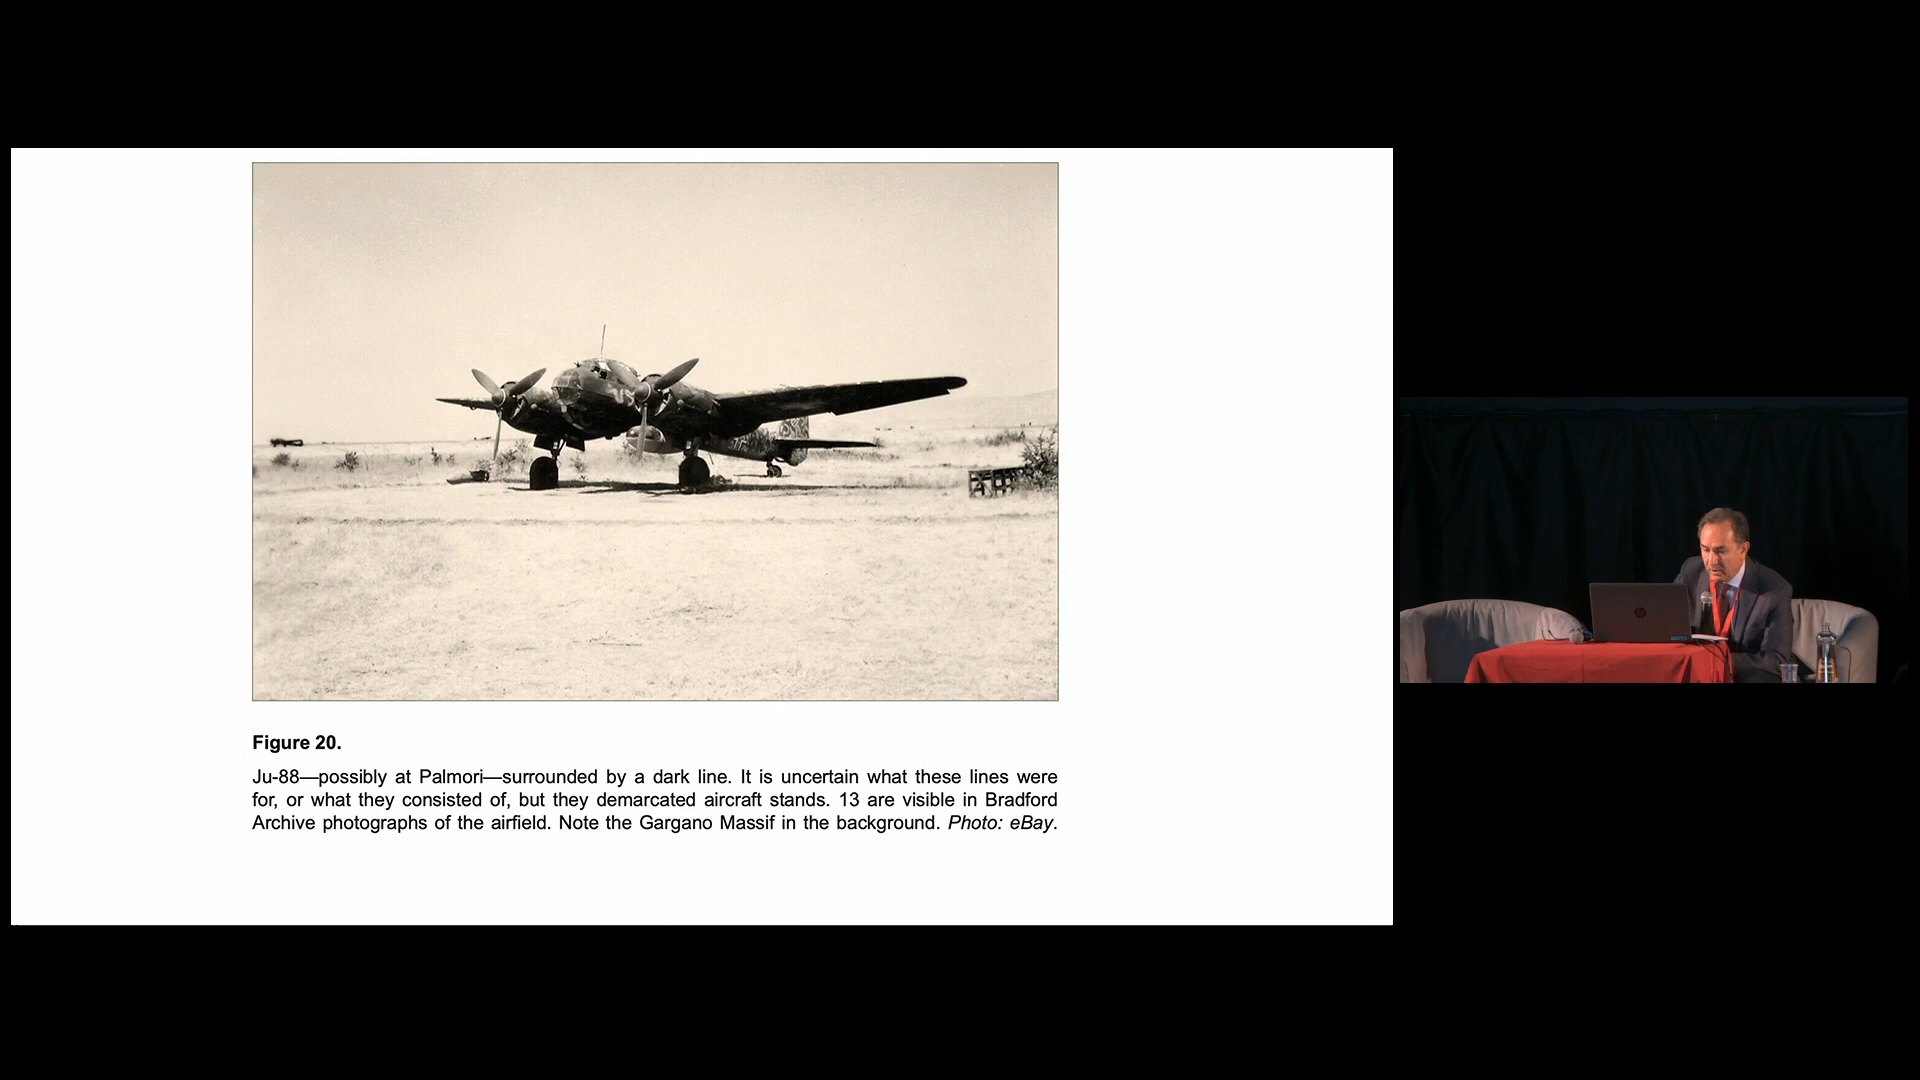 Figure 20.
Ju-88—possibly at Palmori—surrounded by a dark line. It is uncertain what these lines were
for, or what they consisted of, but they demarcated aircraft stands. 13 are visible in Bradford
Archive photographs of the airfield. Note the Gargano Massif in the background. Photo: eBay.